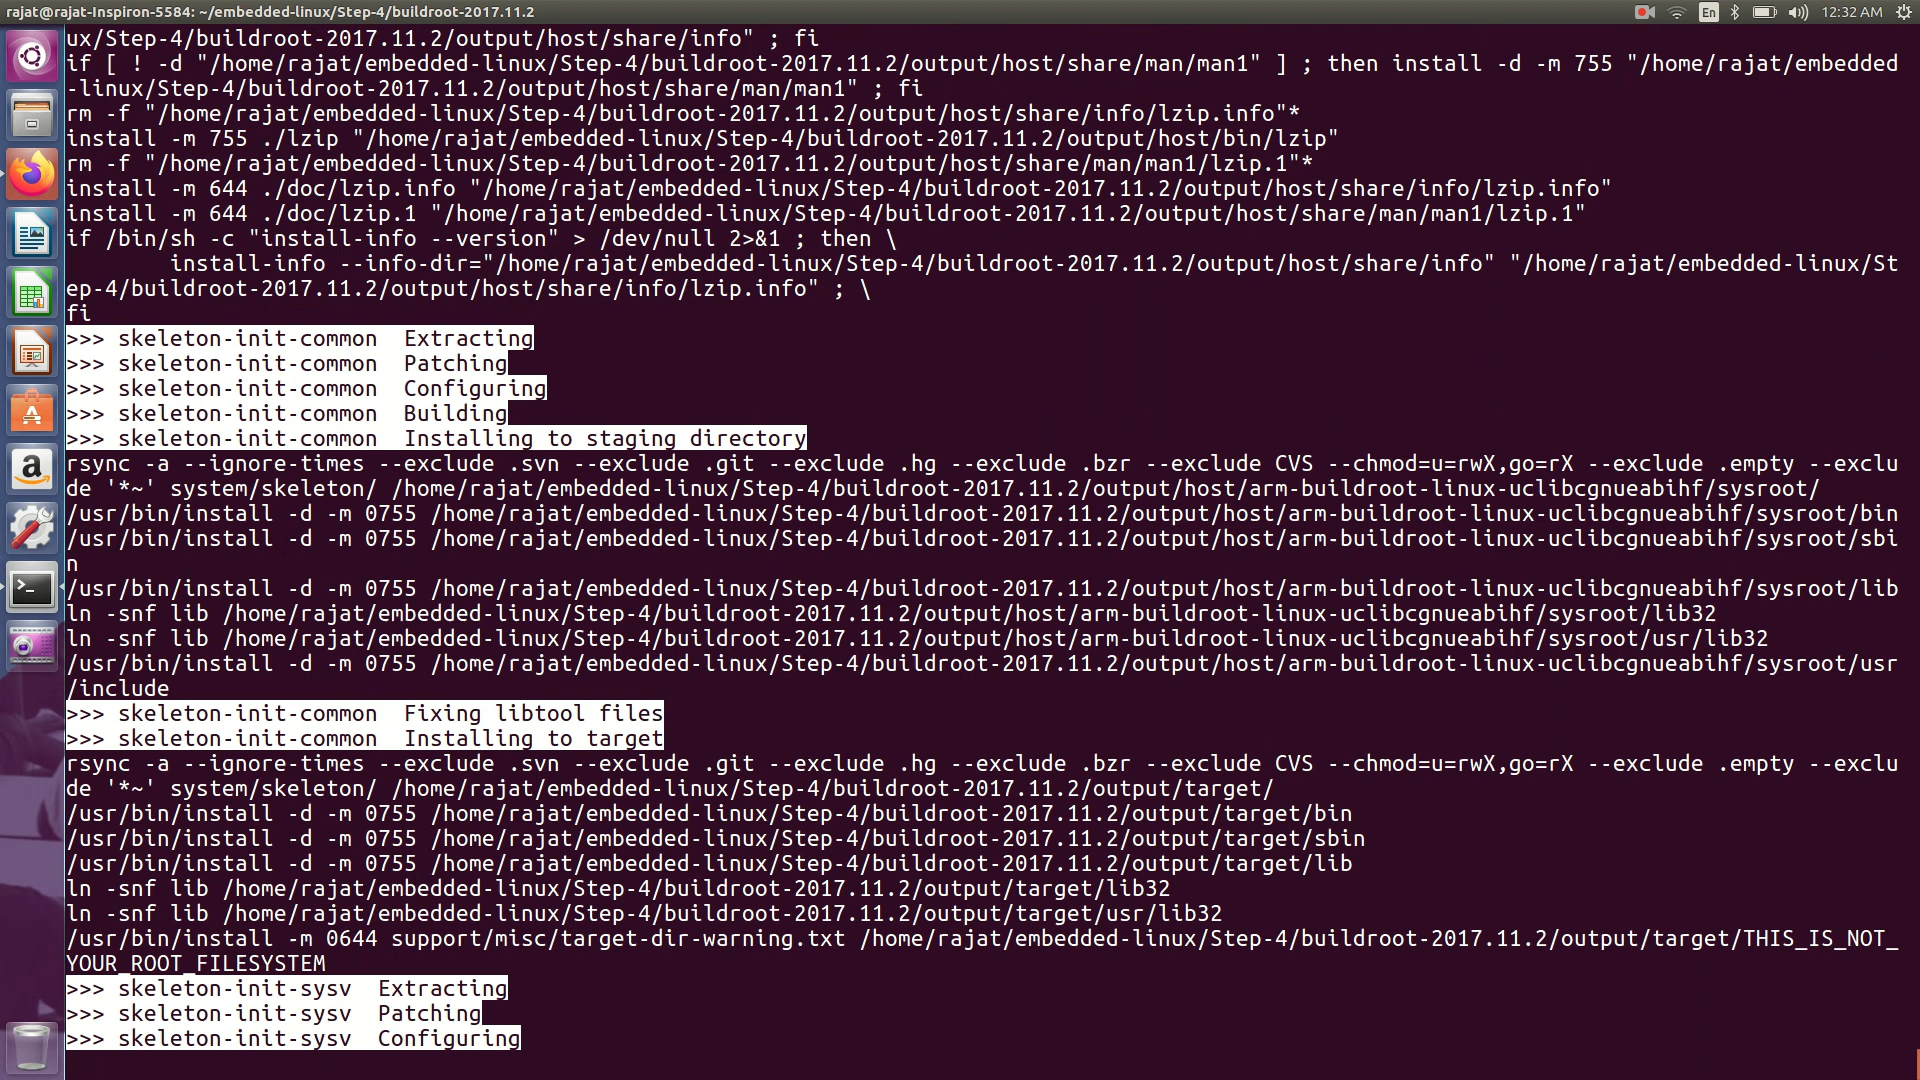 rajat@rajat-Inspiron-5584: ~/embedded-linux/Step-4/buildroot-2017.11.2
En
12:32 AM
ux/Step-4/buildroot-2017.11.2/output/host/share/info" ; fi
if [ ! -d "/home/rajat/embedded-linux/Step-4/buildroot-2017.11.2/output/host/share/man/man1" ] ; then install -d -m 755 "/home/rajat/embedded
-linux/Step-4/buildroot-2017.11.2/output/host/share/man/man1" ; fi
rm -f "/home/rajat/embedded-linux/Step-4/buildroot-2017.11.2/output/host/share/info/lzip.info"*
install -m 755 ./lzip "/home/rajat/embedded-linux/Step-4/buildroot-2017.11.2/output/host/bin/lzip"
rm -f "/home/rajat/embedded-linux/Step-4/buildroot-2017.11.2/output/host/share/man/man1/lzip.1"*
install -m 644 ./doc/lzip.info "/home/rajat/embedded-linux/Step-4/buildroot-2017.11.2/output/host/share/info/lzip.info"
install -m 644 ./doc/lzip.1 "/home/rajat/embedded-linux/Step-4/buildroot-2017.11.2/output/host/share/man/man1/lzip.1"
if /bin/sh -c "install-info --version" > /dev/null 2>&1 ; then \
        install-info --info-dir="/home/rajat/embedded-linux/Step-4/buildroot-2017.11.2/output/host/share/info" "/home/rajat/embedded-linux/St
ep-4/buildroot-2017.11.2/output/host/share/info/lzip.info" ; \
fi
>>> skeleton-init-common  Extracting
>>> skeleton-init-common  Patching
>>> skeleton-init-common  Configuring
>>> skeleton-init-common  Building
>>> skeleton-init-common  Installing to staging directory
rsync -a --ignore-times --exclude .svn --exclude .git --exclude .hg --exclude .bzr --exclude CVS --chmod=u=rwX,go=rX --exclude .empty --exclu
de '*~' system/skeleton/ /home/rajat/embedded-linux/Step-4/buildroot-2017.11.2/output/host/arm-buildroot-linux-uclibcgnueabihf/sysroot/
/usr/bin/install -d -m 0755 /home/rajat/embedded-linux/Step-4/buildroot-2017.11.2/output/host/arm-buildroot-linux-uclibcgnueabihf/sysroot/bin
/usr/bin/install -d -m 0755 /home/rajat/embedded-linux/Step-4/buildroot-2017.11.2/output/host/arm-buildroot-linux-uclibcgnueabihf/sysroot/sbi
n
/usr/bin/install -d -m 0755 /home/rajat/embedded-linux/Step-4/buildroot-2017.11.2/output/host/arm-buildroot-linux-uclibcgnueabihf/sysroot/lib
ln -snf lib /home/rajat/embedded-linux/Step-4/buildroot-2017.11.2/output/host/arm-buildroot-linux-uclibcgnueabihf/sysroot/lib32
ln -snf lib /home/rajat/embedded-linux/Step-4/buildroot-2017.11.2/output/host/arm-buildroot-linux-uclibcgnueabihf/sysroot/usr/lib32
/usr/bin/install -d -m 0755 /home/rajat/embedded-linux/Step-4/buildroot-2017.11.2/output/host/arm-buildroot-linux-uclibcgnueabihf/sysroot/usr
/include
>>> skeleton-init-common  Fixing libtool files
>>> skeleton-init-common  Installing to target
rsync -a --ignore-times --exclude .svn --exclude .git --exclude .hg --exclude .bzr --exclude CVS --chmod=u=rwX,go=rX --exclude .empty --exclu
de '*~' system/skeleton/ /home/rajat/embedded-linux/Step-4/buildroot-2017.11.2/output/target/
/usr/bin/install -d -m 0755 /home/rajat/embedded-linux/Step-4/buildroot-2017.11.2/output/target/bin
/usr/bin/install -d -m 0755 /home/rajat/embedded-linux/Step-4/buildroot-2017.11.2/output/target/sbin
/usr/bin/install -d -m 0755 /home/rajat/embedded-linux/Step-4/buildroot-2017.11.2/output/target/lib
ln -snf lib /home/rajat/embedded-linux/Step-4/buildroot-2017.11.2/output/target/lib32
ln -snf lib /home/rajat/embedded-linux/Step-4/buildroot-2017.11.2/output/target/usr/lib32
/usr/bin/install -m 0644 support/misc/target-dir-warning.txt /home/rajat/embedded-linux/Step-4/buildroot-2017.11.2/output/target/THIS_IS_NOT_
YOUR_ROOT_FILESYSTEM
>>> skeleton-init-sysv  Extracting
>>> skeleton-init-sysv  Patching
>>> skeleton-init-sysv  Configuring